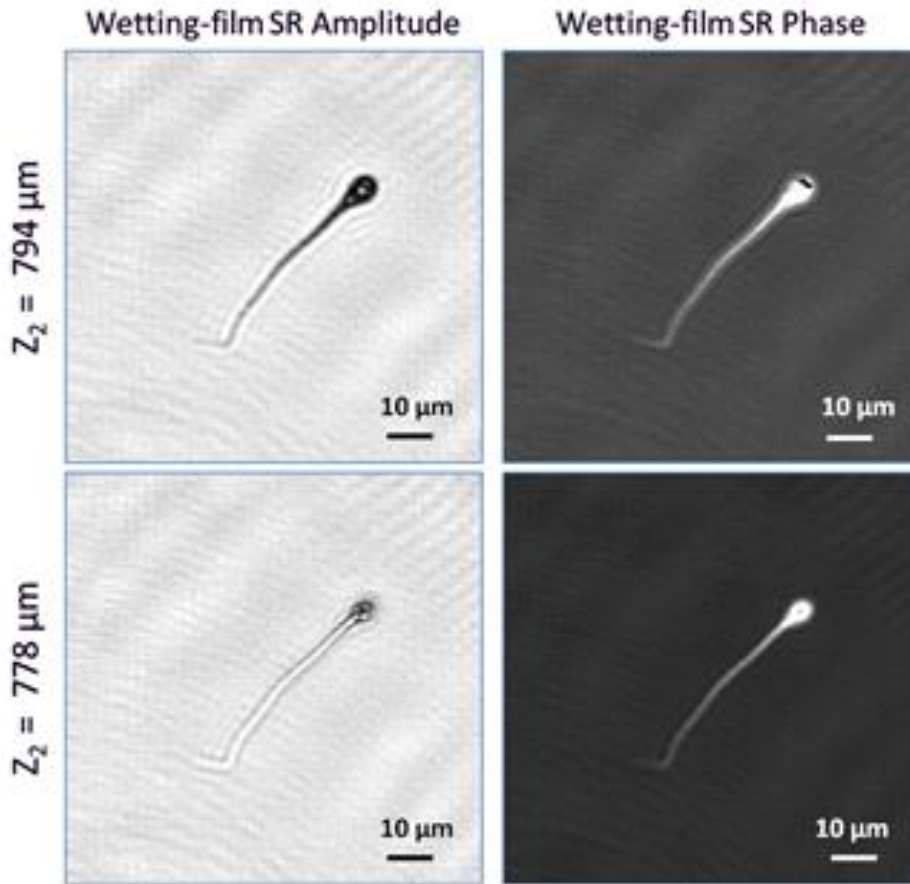 Wetting-film SR Amplitude
Wetting-film SR Phase
Z₂ = 794 µm
10 µm
10 µm
Z₂ = 778 µm
10 µm
10 µm